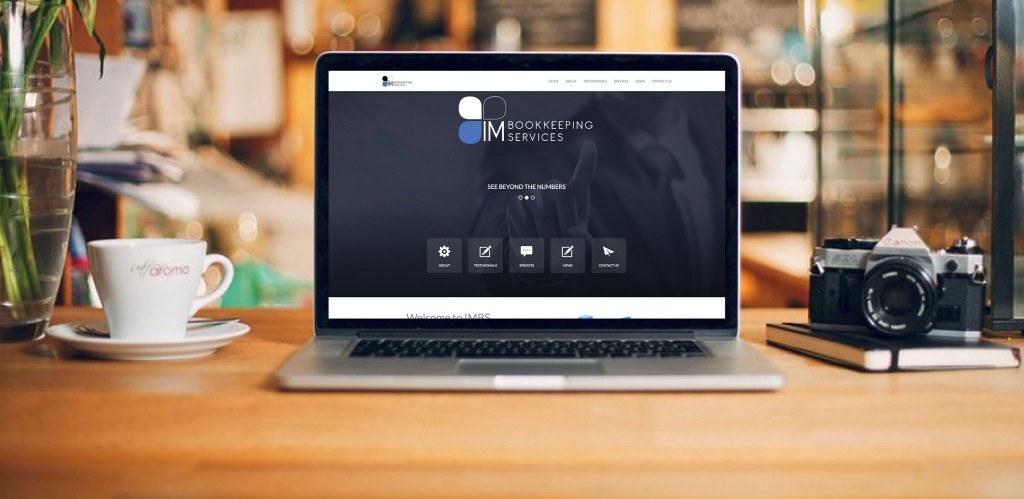 IM BOOKKEEPING
SERVICES
HOME ABOUT TESTIMONIALS SERVICES NEWS CONTACT US
IM BOOKKEEPING
SERVICES
SEE BEYOND THE NUMBERS
ABOUT TESTIMONIALS SERVICES NEWS CONTACT US
Welcome to IMBS
aroma
Canon